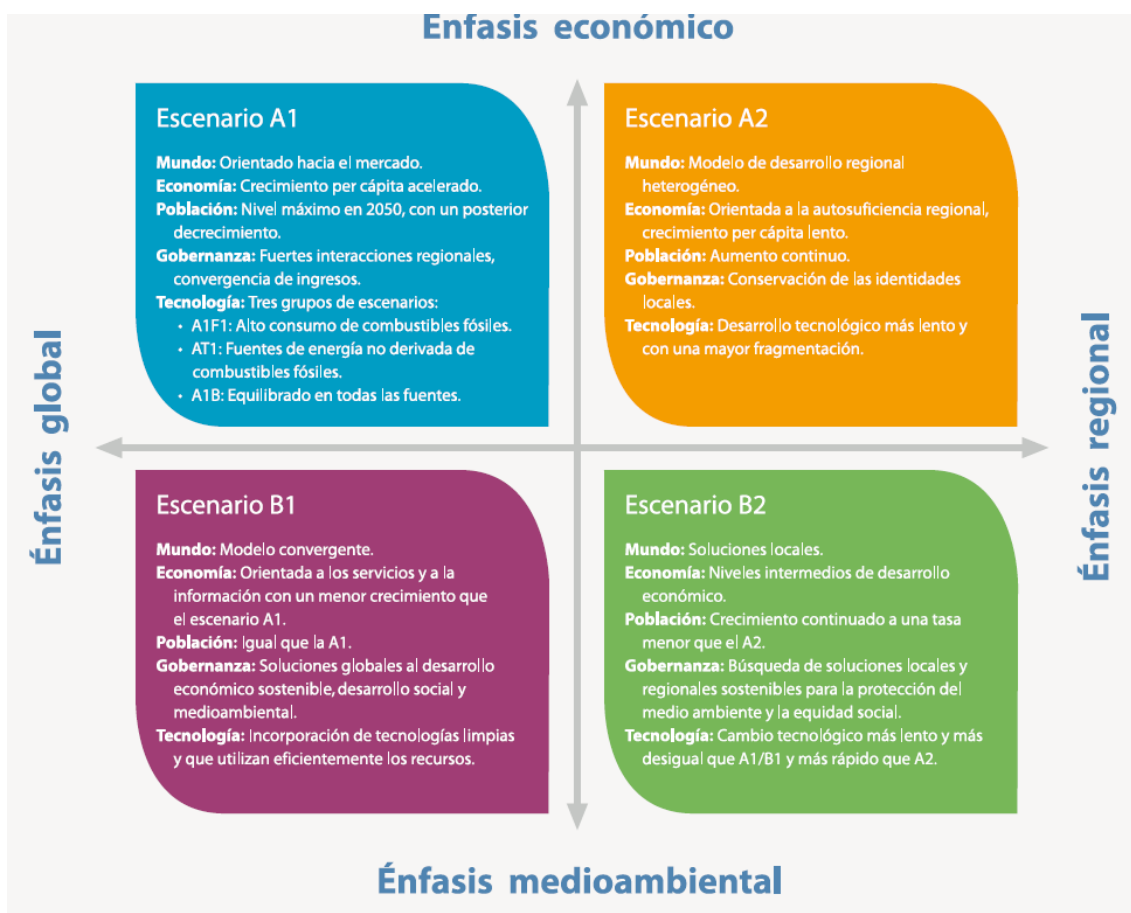 Enfasis económico
Escenario A1
Mundo: Orientado hacia el mercado.
Economía: Crecimiento per cápita acelerado.
Población: Nivel máximo en 2050, con un posterior
decrecimiento.
Gobernanza: Fuertes interacciones regionales,
convergencia de ingresos.
Tecnología: Tres grupos de escenarios:
• A1F1: Alto consumo de combustibles fósiles.
• AT1: Fuentes de energía no derivada de
combustibles fósiles.
• A1B: Equilibrado en todas las fuentes.
Escenario A2
Mundo: Modelo de desarrollo regional
heterogéneo.
Economía: Orientada a la autosuficiencia regional,
crecimiento per cápita lento.
Población: Aumento continuo.
Gobernanza: Conservación de las identidades
locales.
Tecnología: Desarrollo tecnológico más lento y
con una mayor fragmentación.
Énfasis global
Énfasis regional
Escenario B1
Mundo: Modelo convergente.
Economía: Orientada a los servicios y a la
información con un menor crecimiento que
el escenario A1.
Población: Igual que la A1.
Gobernanza: Soluciones globales al desarrollo
económico sostenible, desarrollo social y
medioambiental.
Tecnología: Incorporación de tecnologías limpias
y que utilizan eficientemente los recursos.
Escenario B2
Mundo: Soluciones locales.
Economía: Niveles intermedios de desarrollo
económico.
Población: Crecimiento continuado a una tasa
menor que el A2.
Gobernanza: Búsqueda de soluciones locales y
regionales sostenibles para la protección del
medio ambiente y la equidad social.
Tecnología: Cambio tecnológico más lento y más
desigual que A1/B1 y más rápido que A2.
Énfasis medioambiental